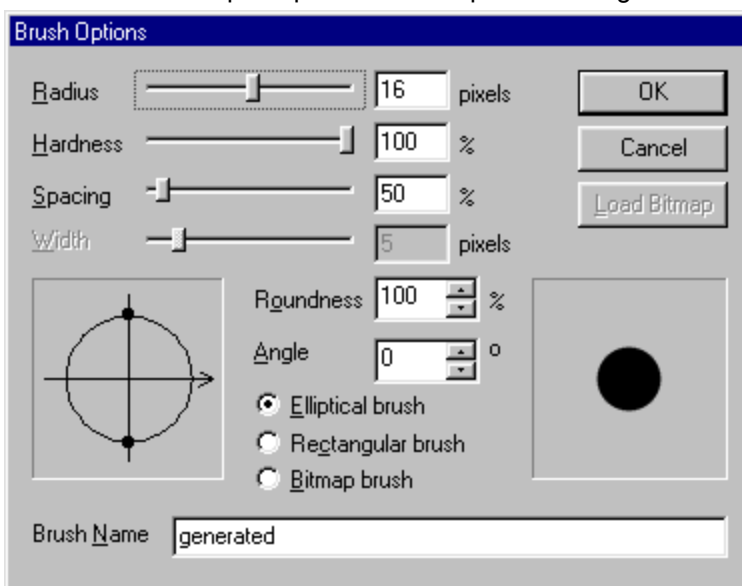 Brush Options
Radius 16 pixels OK
Hardness 100 % Cancel
Spacing 50 % Load Bitmap
Width 5 pixels
Roundness 100 %
Angle 0 °
Elliptical brush
Rectangular brush
Bitmap brush
Brush Name generated